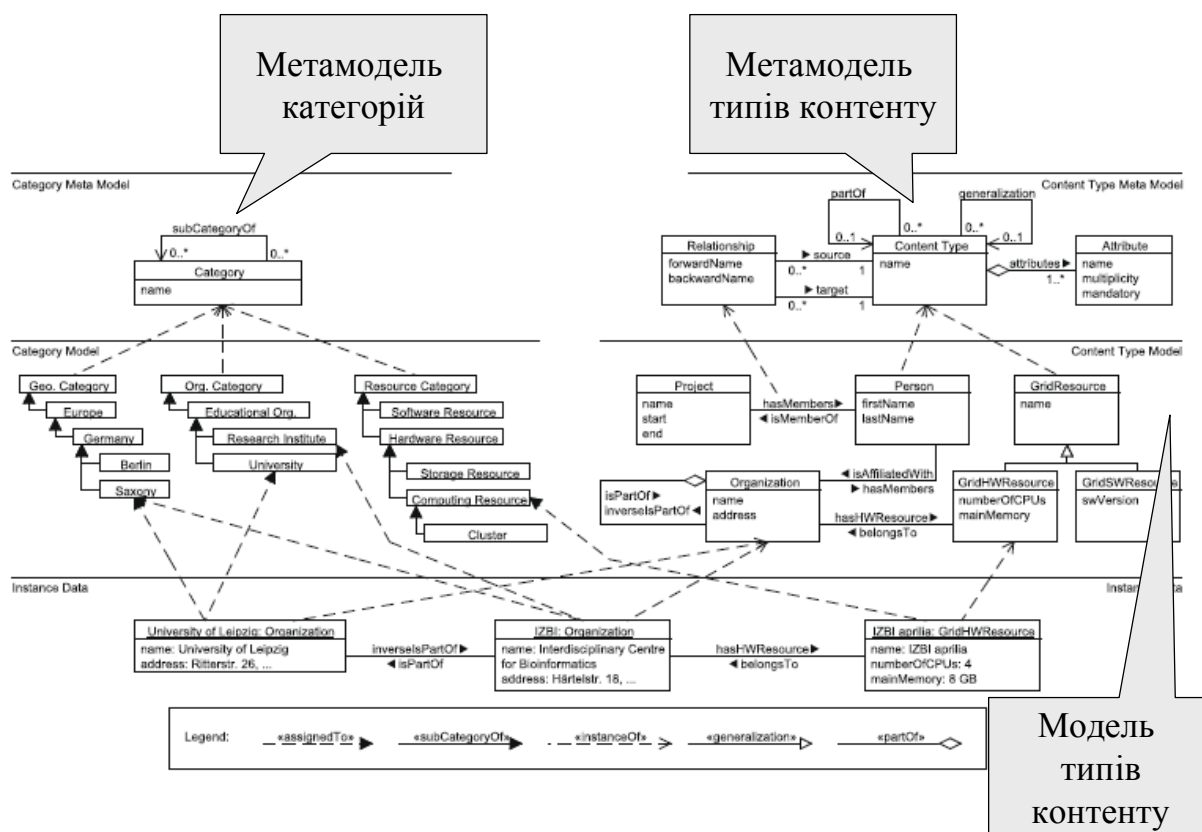 Метамодель
категорій
Метамодель
типів контенту
Category Meta Model
Content Type Meta Model
subCategoryOf
0..*
0..*
Category
name
partOf
generalization
0..1
0..*
0..*
0..1
Relationship
forwardName
backwardName
▶ source
0..*
1
▶ target
0..*
1
Content Type
name
attributes▶
1..*
Attribute
name
multiplicity
mandatory
Category Model
Content Type Model
Geo. Category
Europe
Germany
Berlin
Saxony
Org. Category
Educational Org.
Research Institute
University
Resource Category
Software Resource
Hardware Resource
Storage Resource
Computing Resource
Cluster
Project
name
start
end
hasMembers▶
◀ isMemberOf
Person
firstName
lastName
GridResource
name
◀ isAffiliatedWith
▶ hasMembers
isPartOf▶
inverseIsPartOf◀
Organization
name
address
hasHWResource▶
◀ belongsTo
GridHWResource
numberOfCPUs
mainMemory
GridSWResource
swVersion
Instance Data
University of Leipzig: Organization
name: University of Leipzig
address: Ritterstr. 26, ...
inverseIsPartOf▶
◀isPartOf
IZBI: Organization
name: Interdisciplinary Centre
for Bioinformatics
address: Härtelstr. 18, ...
hasHWResource▶
◀ belongsTo
IZBI aprilia: GridHWResource
name: IZBI aprilia
numberOfCPUs: 4
mainMemory: 8 GB
Legend:
«assignedTo»
«subCategoryOf»
«instanceOf»
«generalization»
«partOf»
Модель
типів
контенту